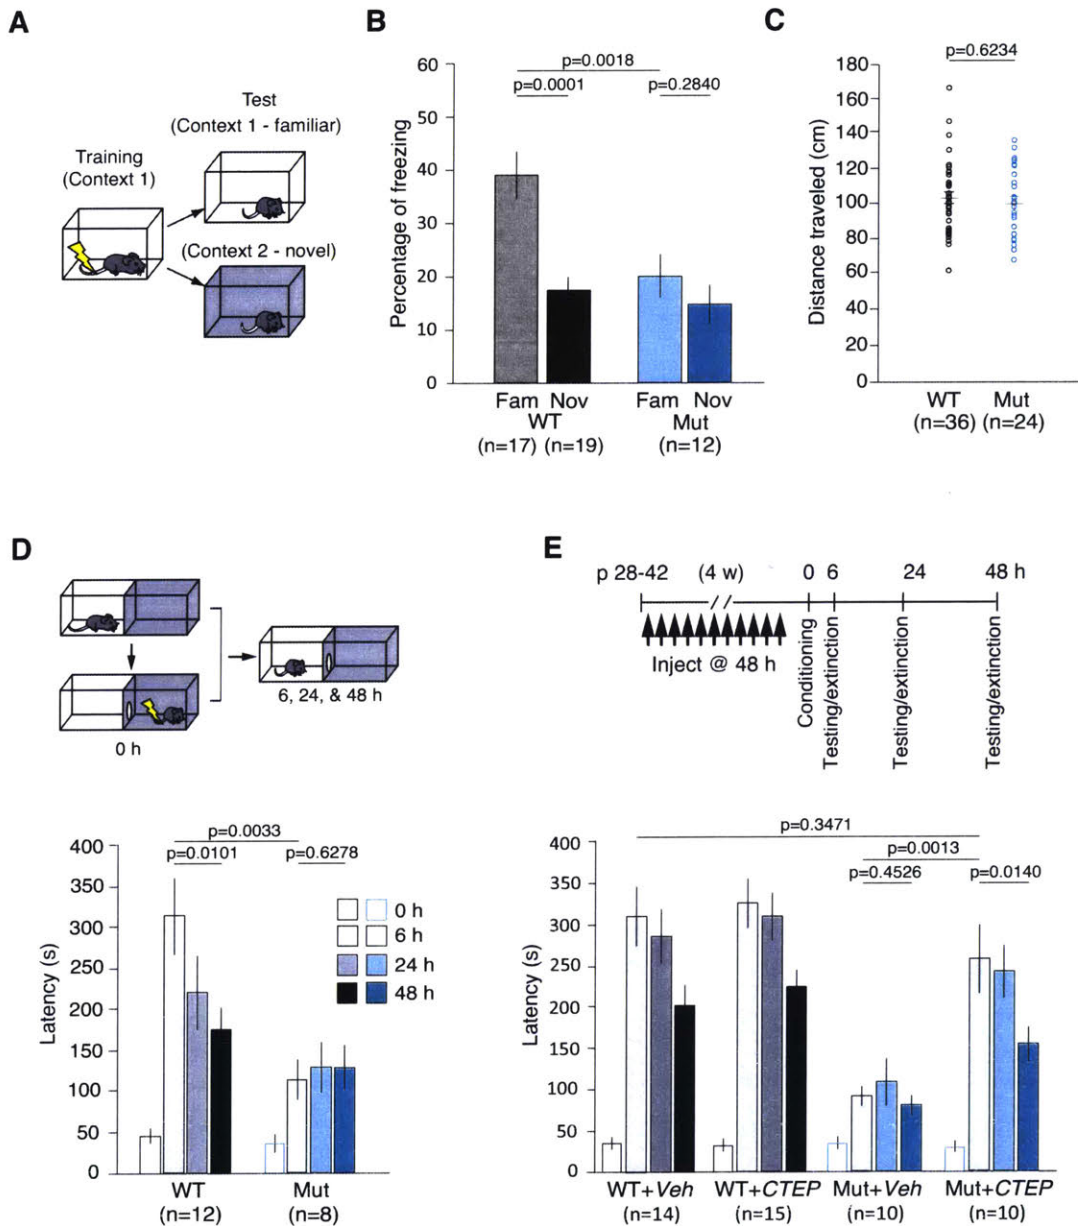 A
Test
(Context 1 - familiar)
Training
(Context 1)
(Context 2 - novel)
B
p=0.0018
p=0.0001
p=0.2840
60
50
40
30
20
10
0
Percentage of freezing
Fam Nov
Fam Nov
WT
Mut
(n=17) (n=19)
(n=12)
C
p=0.6234
180
160
140
120
100
80
60
40
20
0
Distance traveled (cm)
WT
Mut
(n=36)
(n=24)
D
0 h
6, 24, & 48 h
p=0.0033
p=0.0101
p=0.6278
400
350
300
250
200
150
100
50
0
Latency (s)
0 h
6 h
24 h
48 h
WT
Mut
(n=12)
(n=8)
E
p 28-42
(4 w)
0
6
24
48 h
Inject @ 48 h
Conditioning
Testing/extinction
Testing/extinction
Testing/extinction
p=0.3471
p=0.0013
p=0.4526
p=0.0140
400
350
300
250
200
150
100
50
0
Latency (s)
WT+Veh
WT+CTEP
Mut+Veh
Mut+CTEP
(n=14)
(n=15)
(n=10)
(n=10)